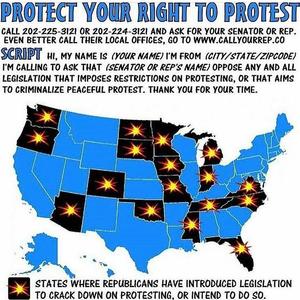 PROTECT YOUR RIGHT TO PROTEST
CALL 202-225-3121 OR 202-224-3121 AND ASK FOR YOUR SENATOR OR REP.
EVEN BETTER CALL THEIR LOCAL OFFICES, GO TO WWW.CALLYOURREP.CO
SCRIPT HI, MY NAME IS (YOUR NAME) I'M FROM (CITY/STATE/ZIPCODE)
I'M CALLING TO ASK THAT (SENATOR OR REP'S NAME) OPPOSE ANY AND ALL
LEGISLATION THAT IMPOSES RESTRICTIONS ON PROTESTING, OR THAT AIMS
TO CRIMINALIZE PEACEFUL PROTEST. THANK YOU FOR YOUR TIME.
STATES WHERE REPUBLICANS HAVE INTRODUCED LEGISLATION
TO CRACK DOWN ON PROTESTING, OR INTEND TO DO SO.